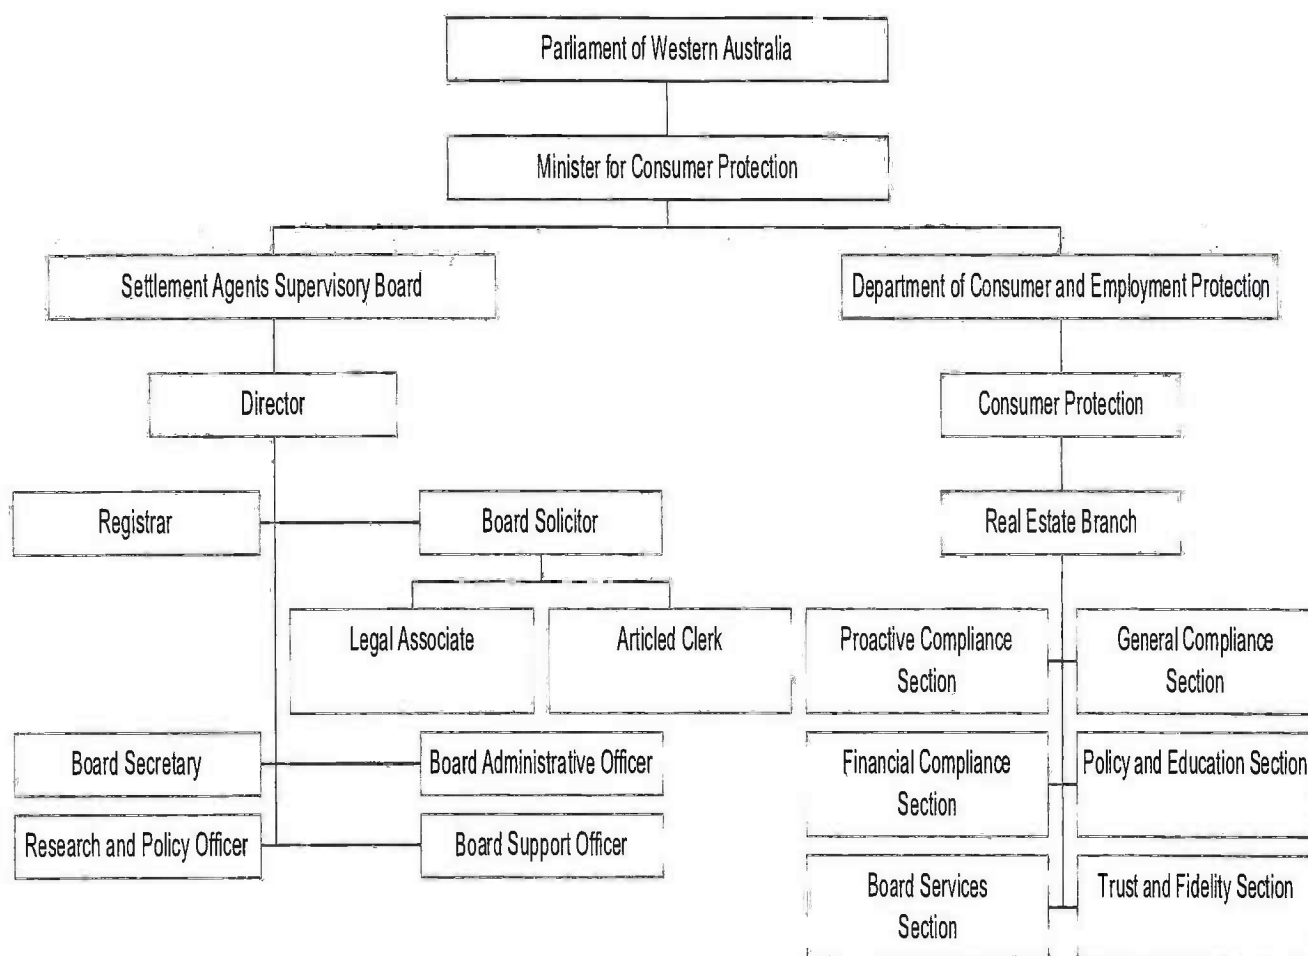 Parliament of Western Australia
Minister for Consumer Protection
Settlement Agents Supervisory Board
Department of Consumer and Employment Protection
Director
Consumer Protection
Registrar
Board Solicitor
Real Estate Branch
Legal Associate
Articled Clerk
Proactive Compliance
Section
General Compliance
Section
Board Secretary
Board Administrative Officer
Financial Compliance
Section
Policy and Education Section
Research and Policy Officer
Board Support Officer
Board Services
Section
Trust and Fidelity Section